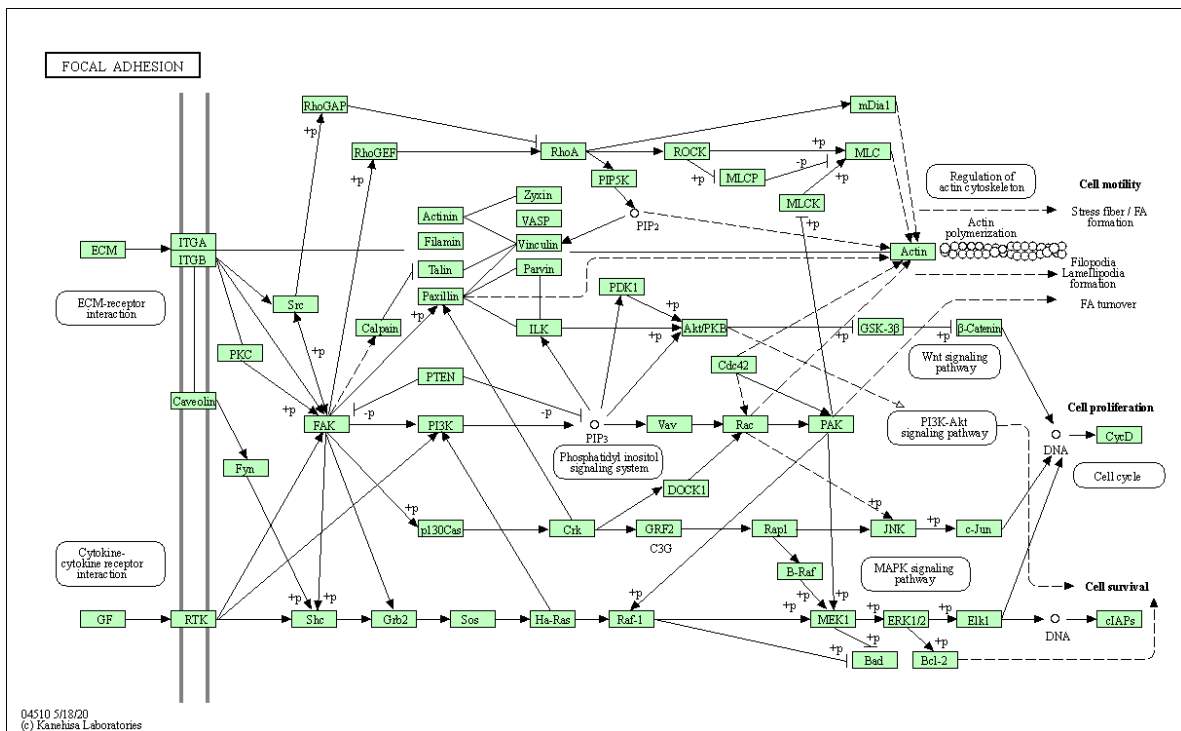 FOCAL ADHESION
RhoGAP
mDia1
+p
RhoGEF
RhoA
ROCK
+p
-p
MLC
+p
+p
MLCP
+p
PIP5K
MLCK
+p
Regulation of
actin cytoskeleton
Cell motility
Zyxin
Actinin
VASP
PIP2
Stress fiber / FA
formation
ECM
ITGA
ITGB
Filamin
Vinculin
Actin
Actin
polymerization
Talin
Parvin
Filopodia
Lamellipodia
formation
ECM-receptor
interaction
Src
Paxillin
+p
PDK1
+p
FA turnover
Calpain
ILK
+p
Akt/PKB
GSK-3β
+p
+p
β-Catenin
+p
PKC
Wnt signaling
pathway
PTEN
Cdc42
Caveolin
+p
-p
-p
FAK
PI3K
PIP3
Vav
Rac
PAK
PI3K-Akt
signaling pathway
Cell proliferation
DNA
CycD
Phosphatidyl inositol
signaling system
Fyn
DOCK1
Cell cycle
+p
p130Cas
Crk
GRF2
C3G
Rap1
JNK
+p
c-Jun
Cytokine-
cytokine receptor
interaction
B-Raf
MAPK signaling
pathway
Cell survival
+p
+p
+p
+p
+p
GF
RTK
Shc
Grb2
Sos
Ha-Ras
Raf-1
+p
MEK1
+p
ERK1/2
+p
Elk1
DNA
cIAPs
+p
+p
+p
Bad
Bcl-2
04510 5/18/20
(c) Kanehisa Laboratories